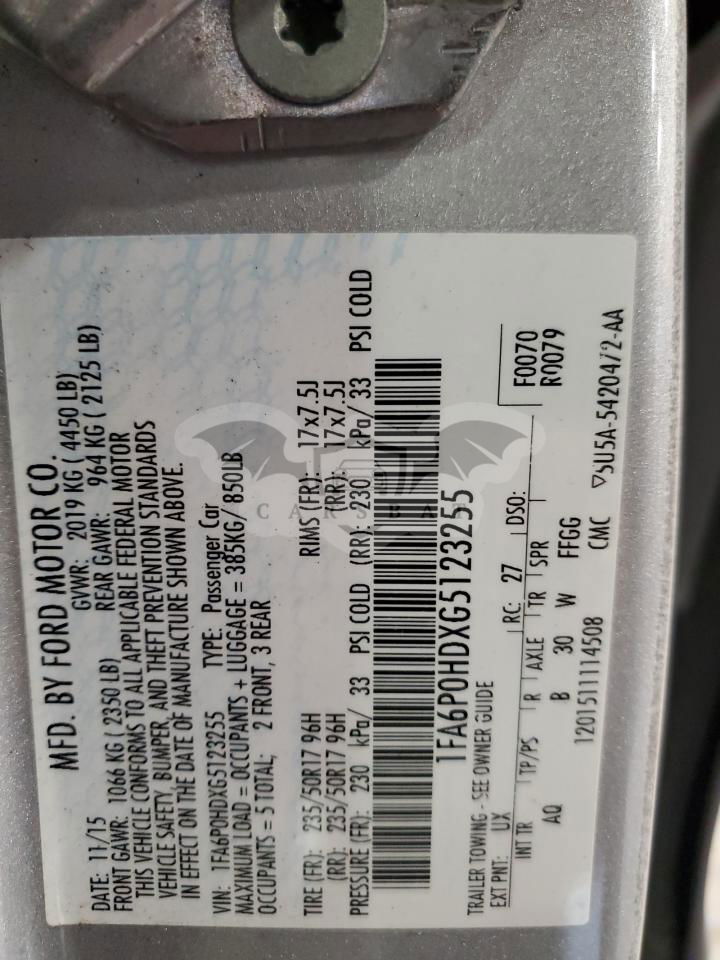 MFD. BY FORD MOTOR CO.
DATE: 11/15 GVWR: 2019 KG ( 4450 LB)
FRONT GAWR: 1066 KG ( 2350 LB) REAR GAWR: 964 KG ( 2125 LB)
THIS VEHICLE CONFORMS TO ALL APPLICABLE FEDERAL MOTOR
VEHICLE SAFETY, BUMPER, AND THEFT PREVENTION STANDARDS
IN EFFECT ON THE DATE OF MANUFACTURE SHOWN ABOVE.
VIN: 1FA6P0HDXG5123255 TYPE: Passenger Car
MAXIMUM LOAD = OCCUPANTS + LUGGAGE = 385KG/ 850LB
OCCUPANTS = 5 TOTAL; 2 FRONT, 3 REAR
TIRE (FR): 235/50R17 96H RIMS (FR): 17x7.5J
(RR): 235/50R17 96H (RR): 17x7.5J
PRESSURE (FR): 230 kPa/ 33 PSI COLD (RR): 230 kPa/ 33 PSI COLD
1FA6P0HDXG5123255
TRAILER TOWING - SEE OWNER GUIDE
EXT PNT: UX RC: 27 DSO: F0070
R0079
INT TR TP/PS R AXLE TR SPR
AQ B 30 W FFGG
1201511114508 CMC 5U5A-5420472-AA
CARSBAT